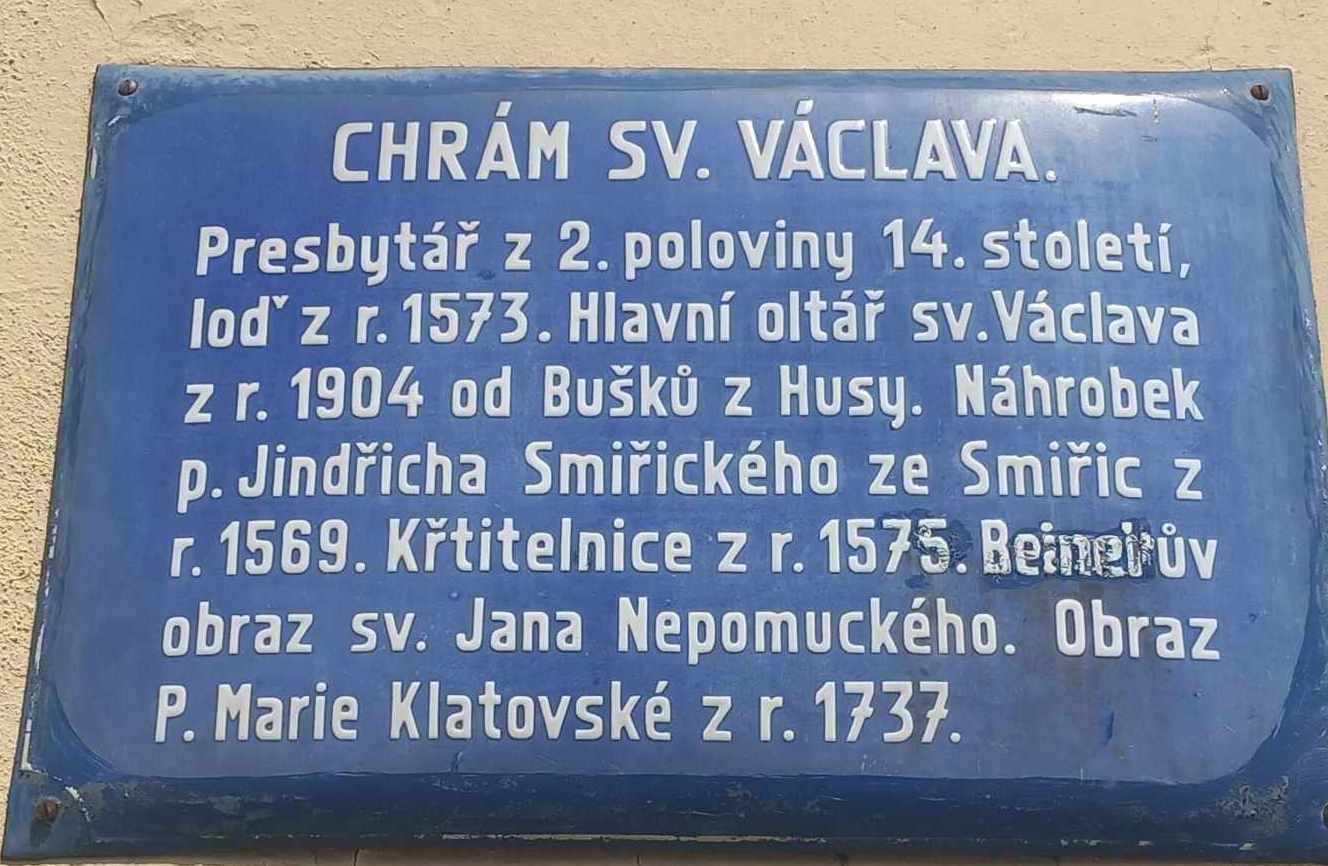 CHRÁM SV. VÁCLAVA.
Presbytář z 2. poloviny 14. století,
loď z r. 1573. Hlavní oltář sv. Václava
z r. 1904 od Bušků z Husy. Náhrobek
p. Jindřicha Smiřického ze Smiřic z
r. 1569. Křtitelnice z r. 1575.
obraz sv. Jana Nepomuckého. Obraz
P. Marie Klatovské z r. 1737.